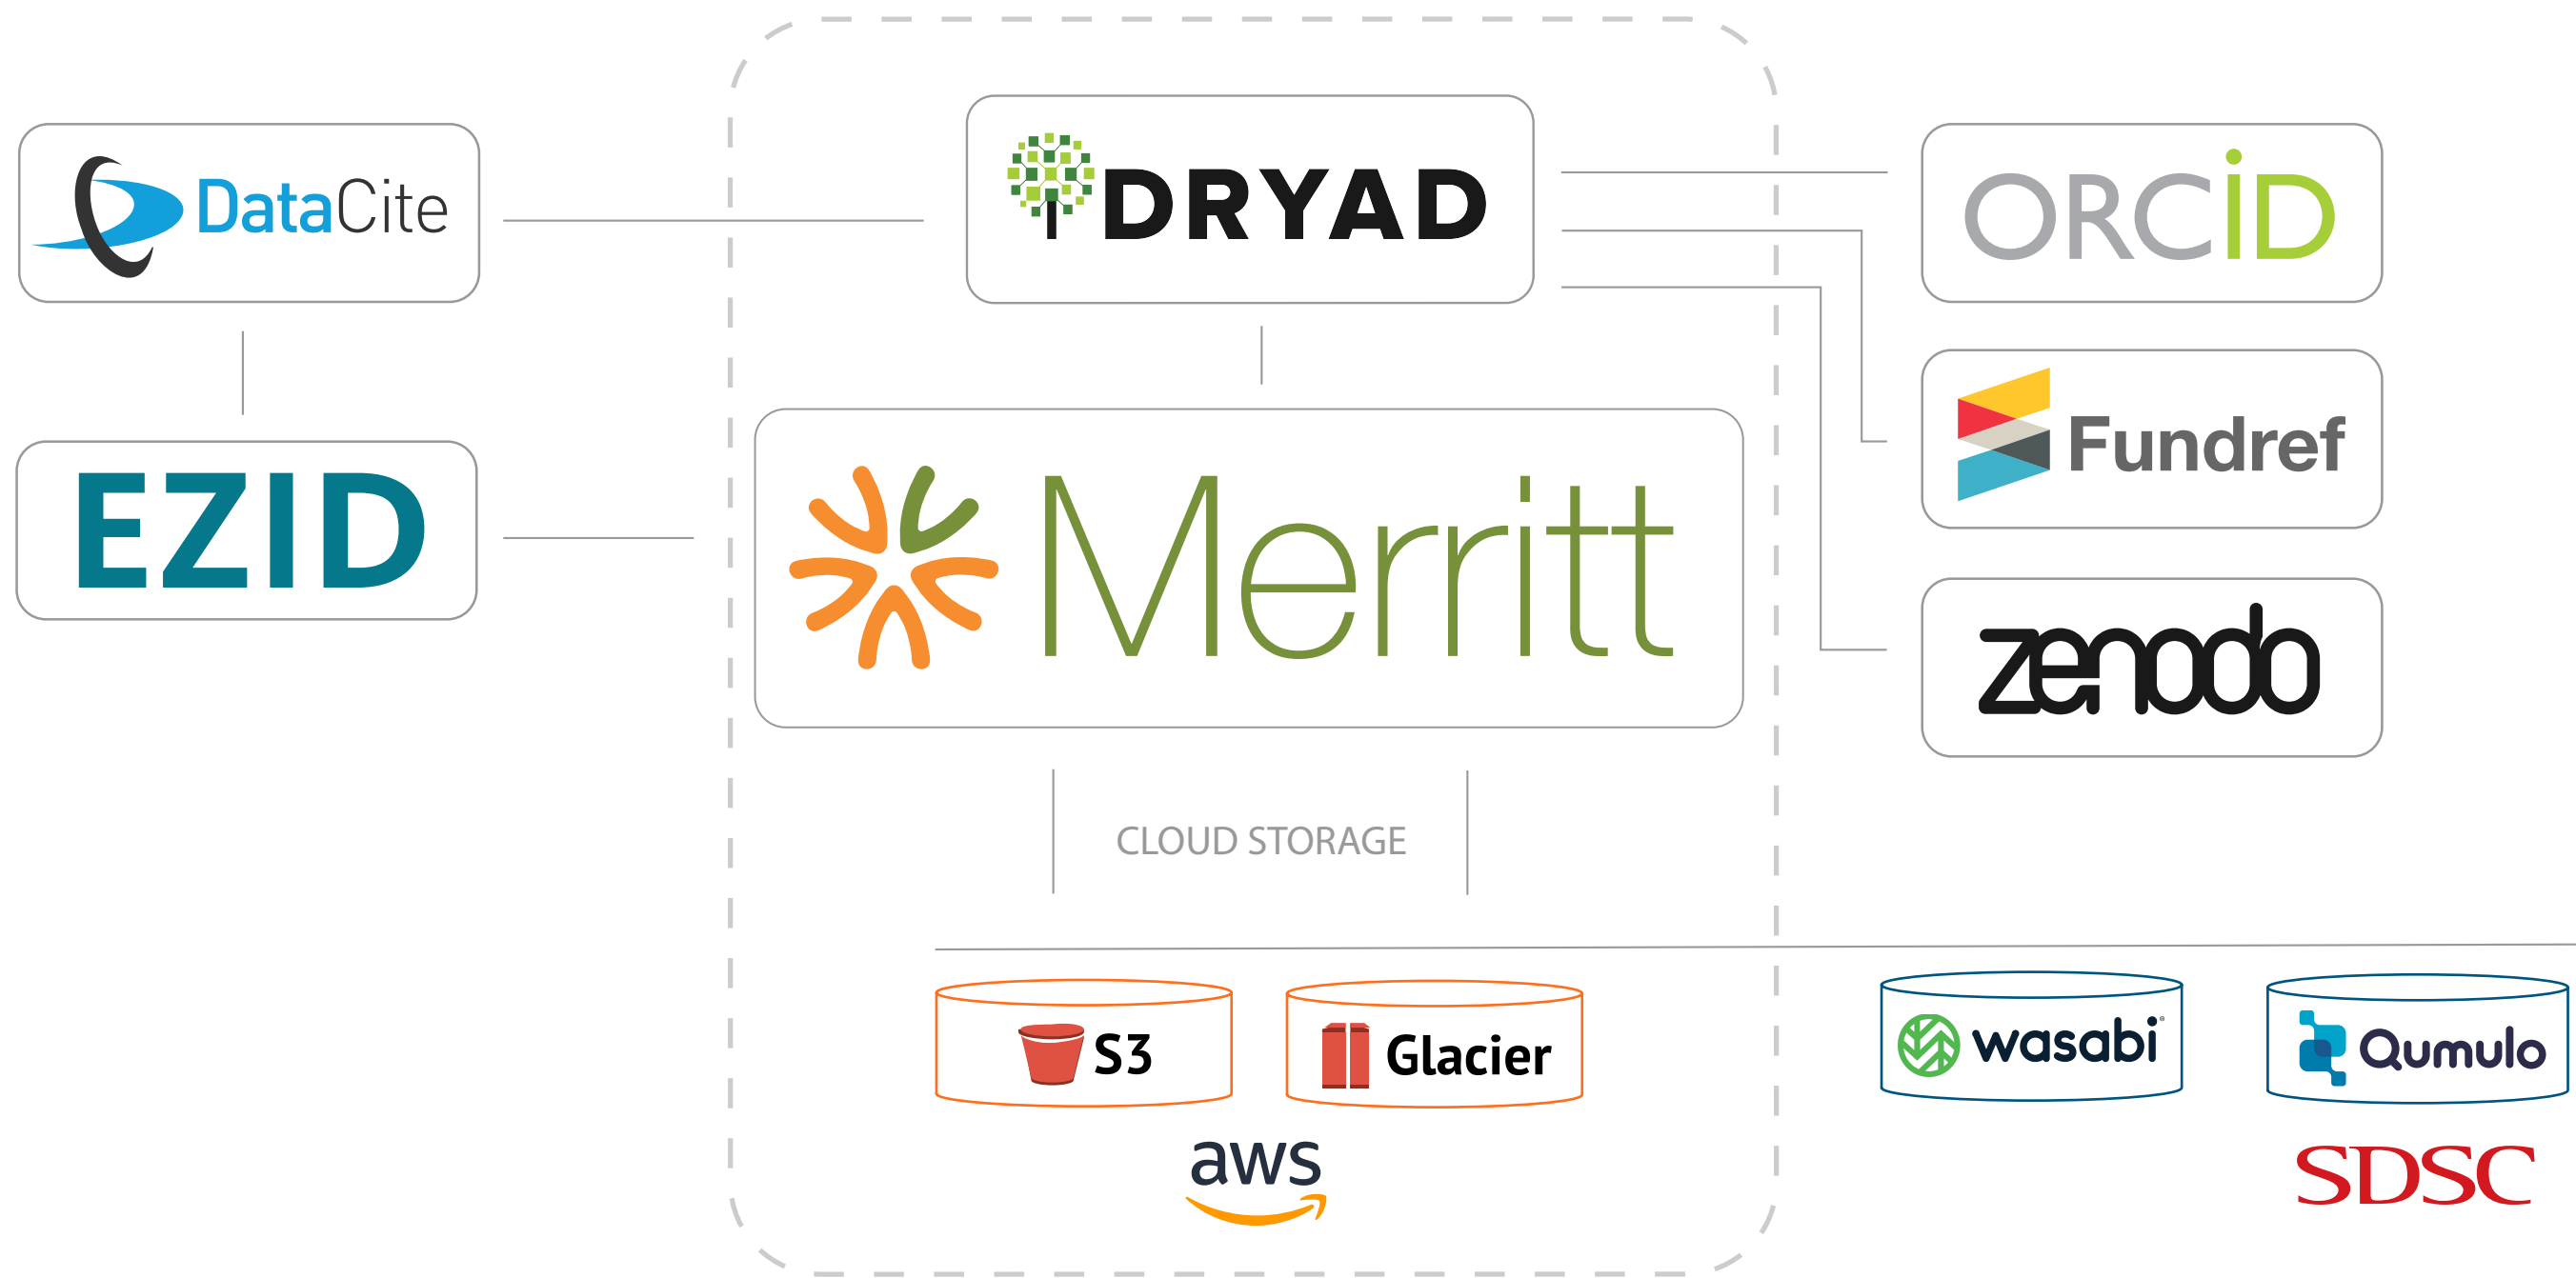 DataCite
DRYAD
ORCID
Fundref
EZID
Merritt
zenodo
CLOUD STORAGE
S3
Glacier
wasabi
Qumulo
aws
SDSC